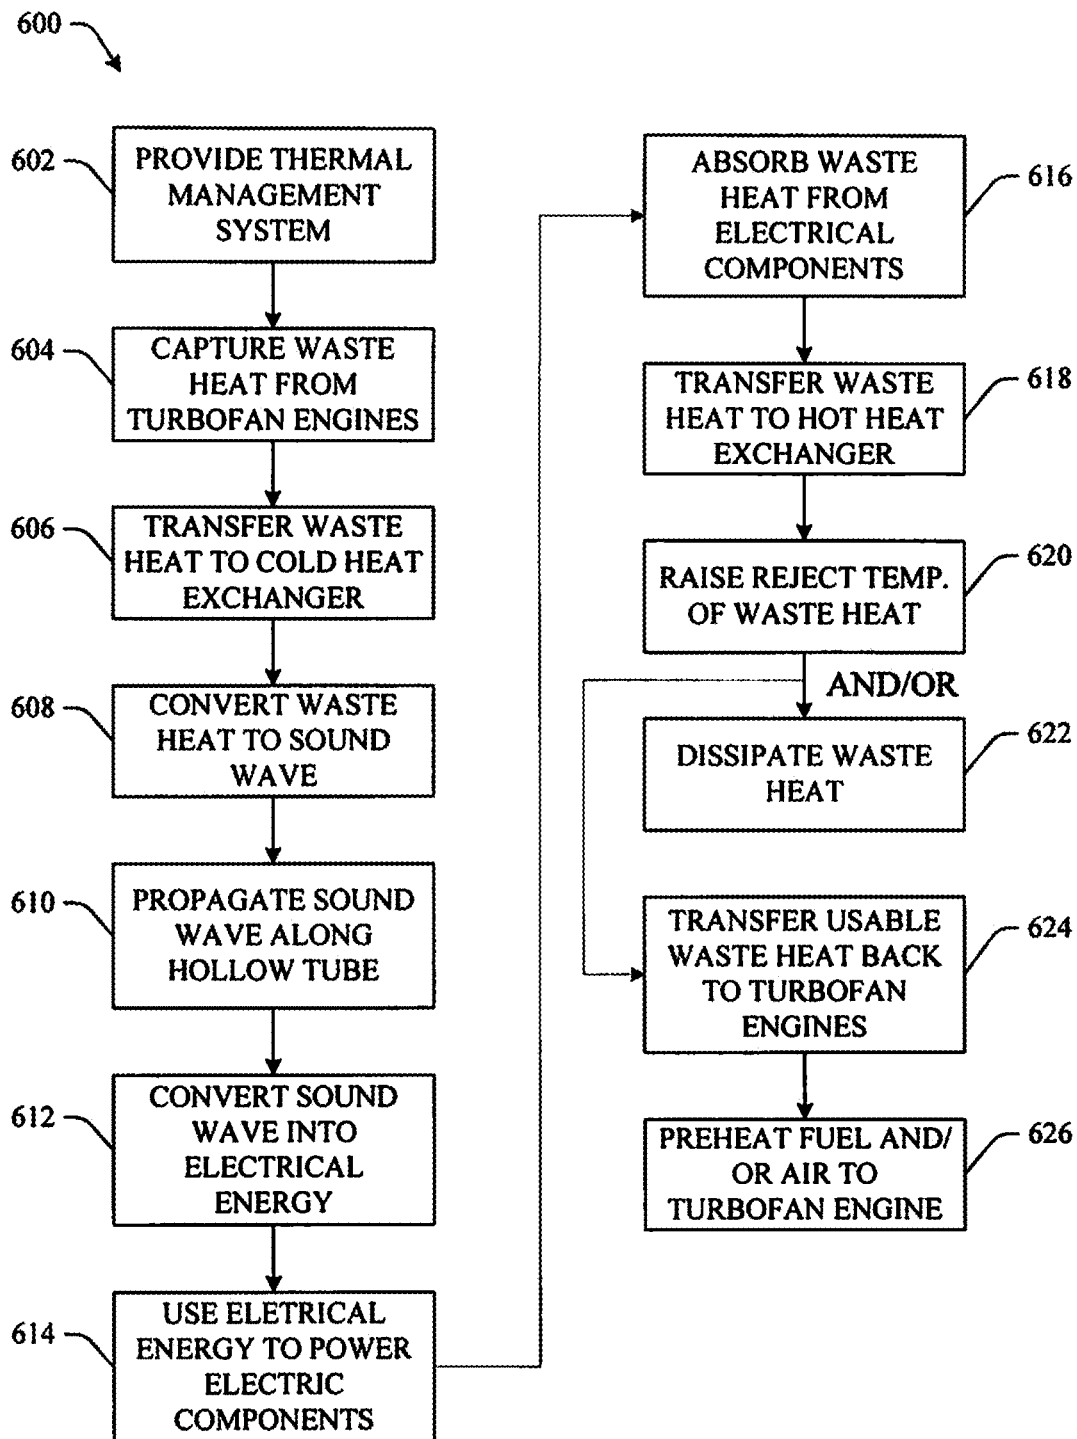 600
602
PROVIDE THERMAL
MANAGEMENT
SYSTEM
604
CAPTURE WASTE
HEAT FROM
TURBOFAN ENGINES
606
TRANSFER WASTE
HEAT TO COLD HEAT
EXCHANGER
608
CONVERT WASTE
HEAT TO SOUND
WAVE
610
PROPAGATE SOUND
WAVE ALONG
HOLLOW TUBE
612
CONVERT SOUND
WAVE INTO
ELECTRICAL
ENERGY
614
USE ELETRICAL
ENERGY TO POWER
ELECTRIC
COMPONENTS
ABSORB WASTE
HEAT FROM
ELECTRICAL
COMPONENTS
616
TRANSFER WASTE
HEAT TO HOT HEAT
EXCHANGER
618
RAISE REJECT TEMP.
OF WASTE HEAT
620
AND/OR
DISSIPATE WASTE
HEAT
622
TRANSFER USABLE
WASTE HEAT BACK
TO TURBOFAN
ENGINES
624
PREHEAT FUEL AND/
OR AIR TO
TURBOFAN ENGINE
626